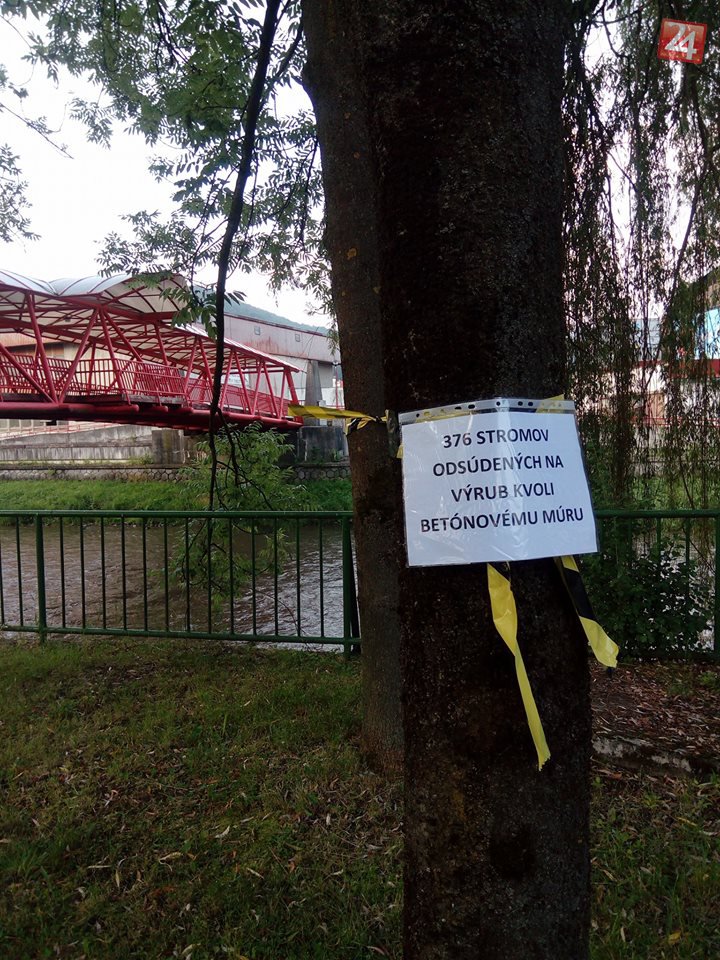 24
376 STROMOV
ODSÚDENÝCH NA
VÝRUB KVOLI
BETÓNOVÉMU MÚRU